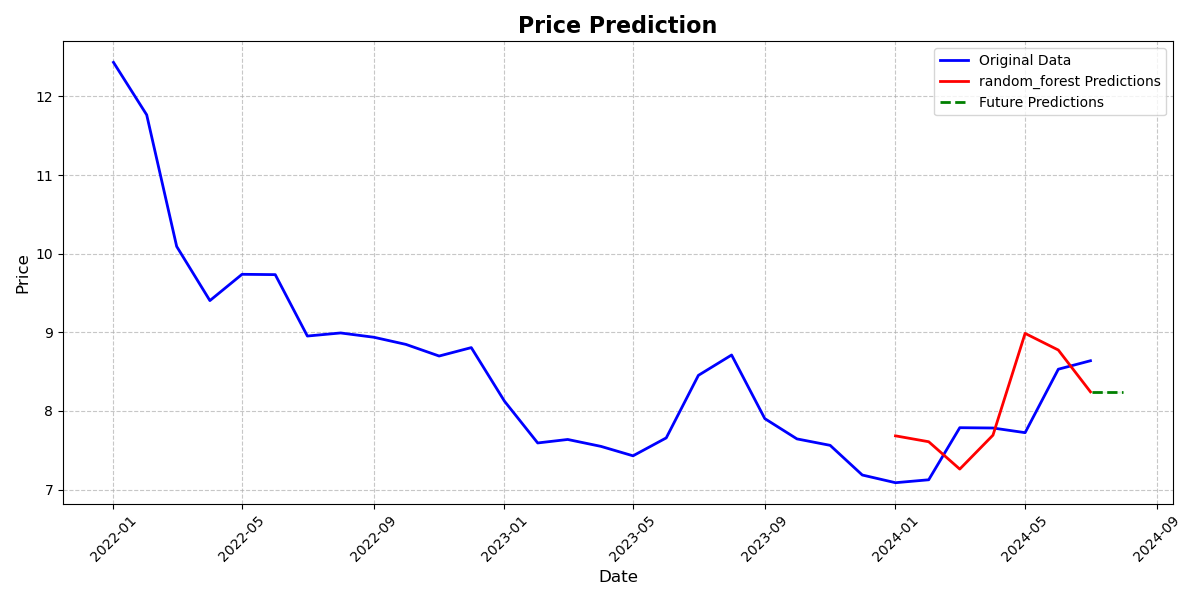 Price Prediction
Original Data
random_forest Predictions
Future Predictions
Price
12
11
10
9
8
7
2022-01
2022-05
2022-09
2023-01
2023-05
2023-09
2024-01
2024-05
2024-09
Date